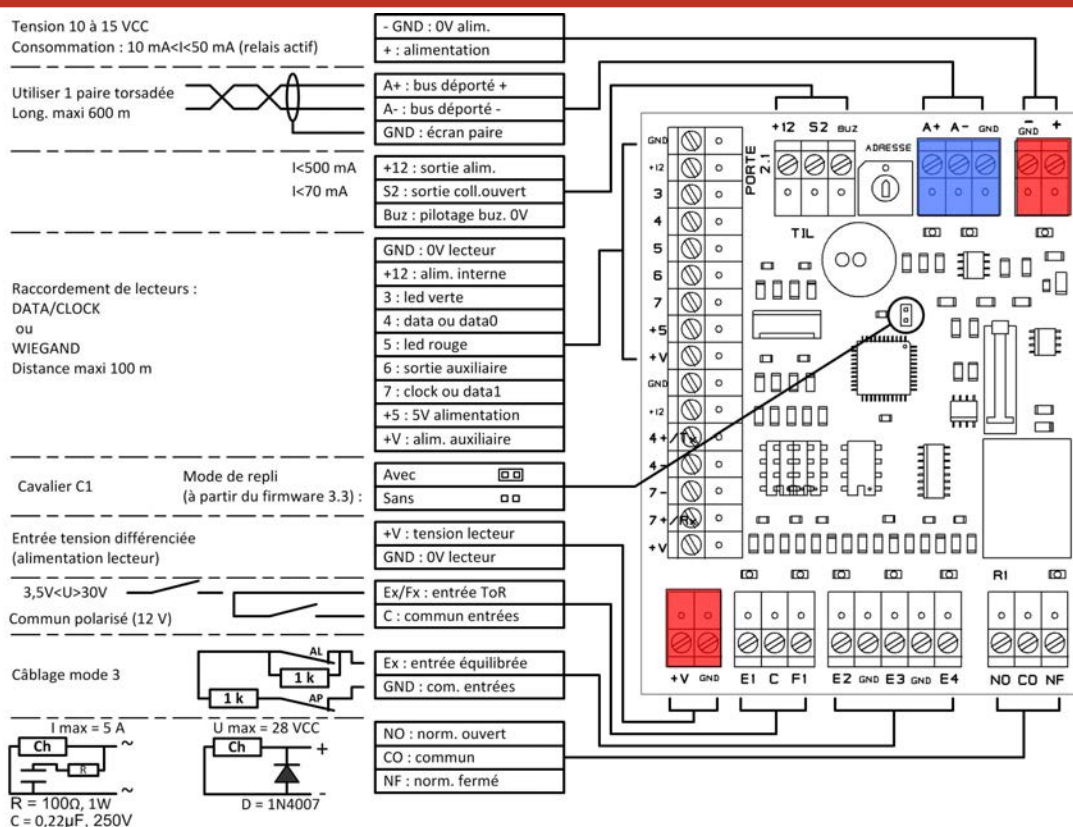 Tension 10 à 15 VCC
Consommation : 10 mA<I<50 mA (relais actif)
- GND : 0V alim.
+ : alimentation
Utiliser 1 paire torsadée
Long. maxi 600 m
A+ : bus déporté +
A- : bus déporté -
GND : écran paire
I<500 mA
I<70 mA
+12 : sortie alim.
S2 : sortie coll.ouvert
Buz : pilotage buz. 0V
Raccordement de lecteurs :
DATA/CLOCK
ou
WIEGAND
Distance maxi 100 m
GND : 0V lecteur
+12 : alim. interne
3 : led verte
4 : data ou data0
5 : led rouge
6 : sortie auxiliaire
7 : clock ou data1
+5 : 5V alimentation
+V : alim. auxiliaire
Cavalier C1
Mode de repli
(à partir du firmware 3.3) :
Avec
Sans
Entrée tension différenciée
(alimentation lecteur)
+V : tension lecteur
GND : 0V lecteur
3,5V<U>30V
Commun polarisé (12 V)
Ex/Fx : entrée ToR
C : commun entrées
Câblage mode 3
AL
1 k
1 k
AP
Ex : entrée équilibrée
GND : com. entrées
I max = 5 A
Ch
~
R
~
R = 100Ω, 1W
C = 0,22µF, 250V
U max = 28 VCC
Ch
+
-
D = 1N4007
NO : norm. ouvert
CO : commun
NF : norm. fermé
+12 S2 BUZ
A+ A- GND
- +
GND
PORTE
2.1
ADRESSE
TIL
GND
+12
3
4
5
6
7
+5
+V
GND
+12
4+/Tx
4-
7-
7+/Rx
+V
R1
+V GND
E1 C F1
E2 GND E3 GND E4
NO CO NF